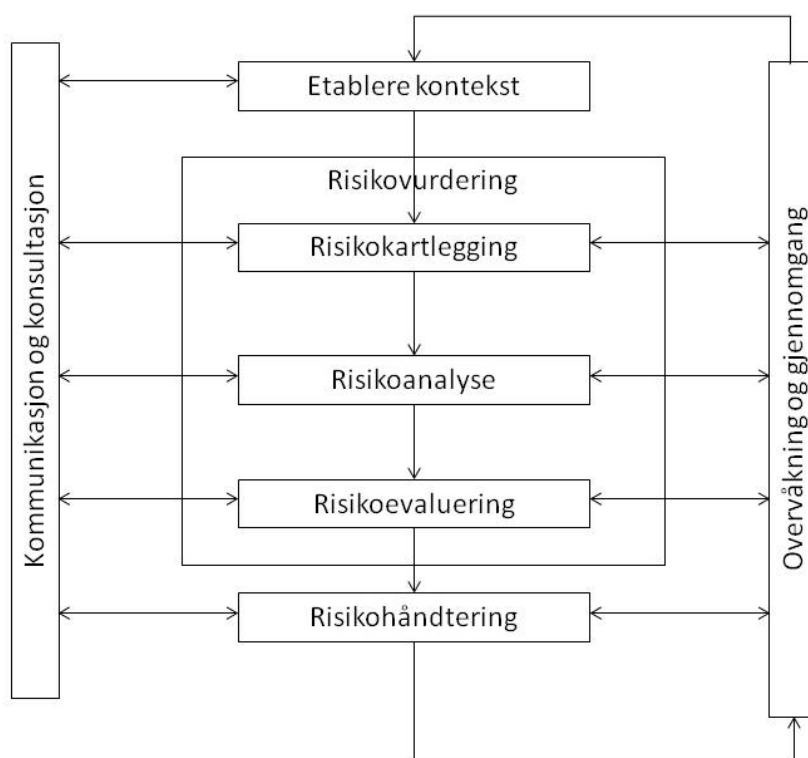 Kommunikasjon og konsultasjon
Etablere kontekst
Risikovurdering
Risikokartlegging
Risikoanalyse
Risikoevaluering
Risikohåndtering
Overvåkning og gjennomgang